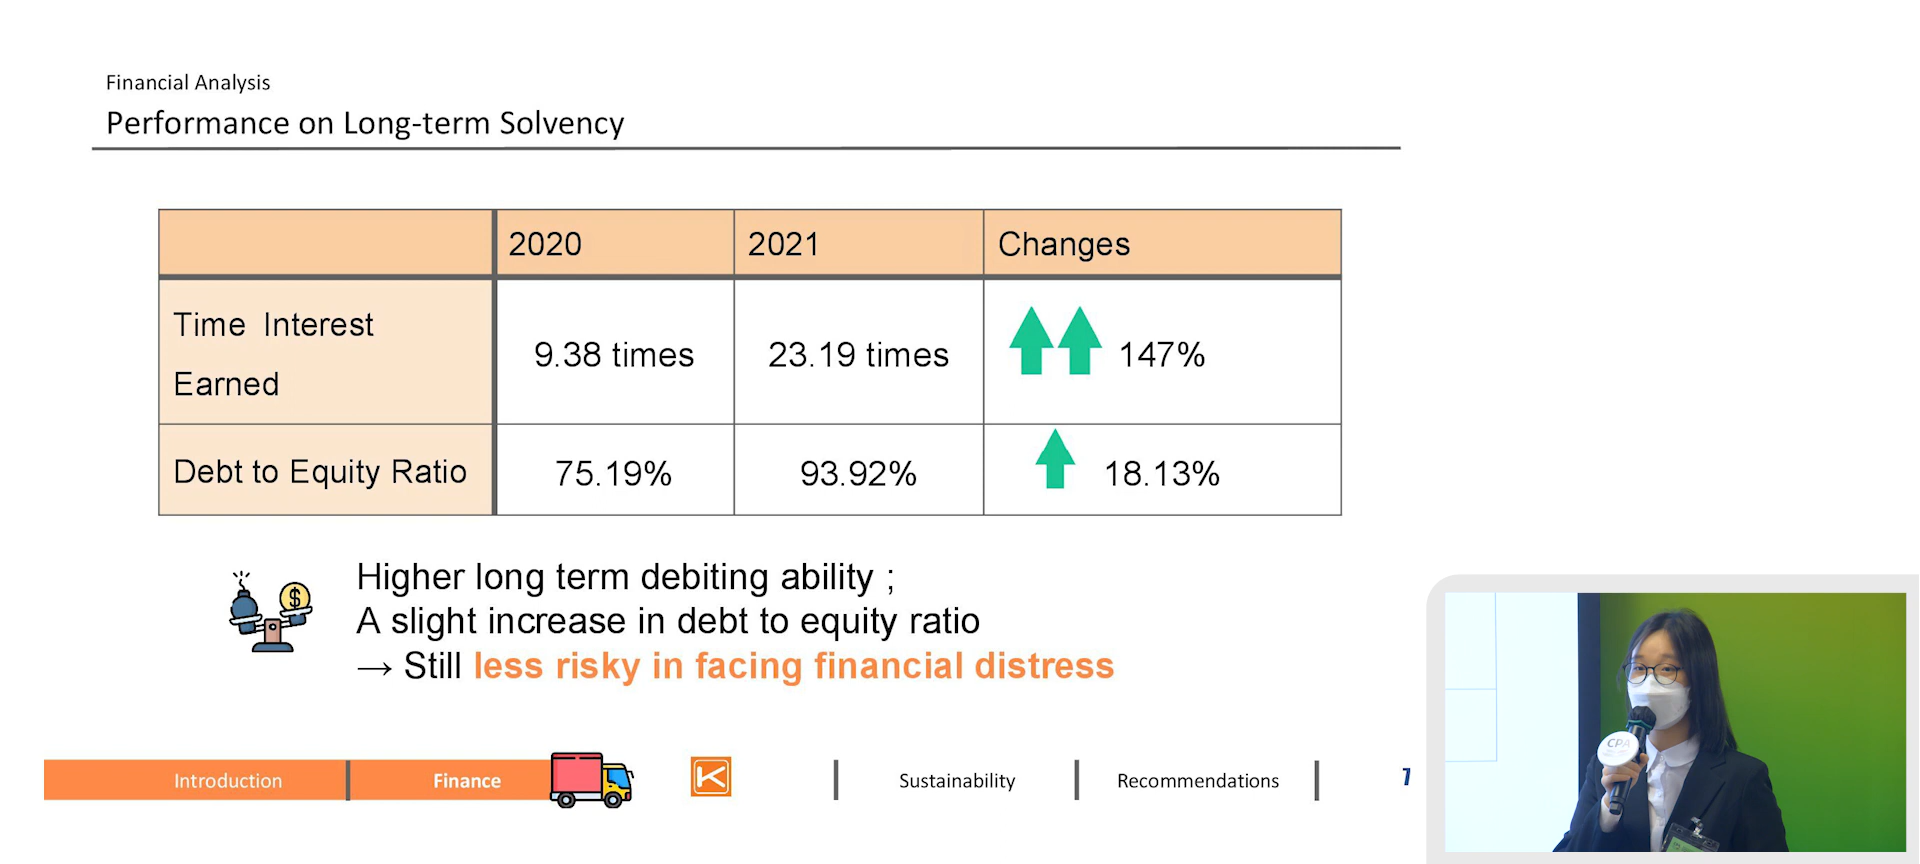 Financial Analysis
Performance on Long-term Solvency
2020 2021 Changes
Time Interest
Earned
9.38 times 23.19 times 147%
Debt to Equity Ratio 75.19% 93.92% 18.13%
$
Higher long term debiting ability ;
A slight increase in debt to equity ratio
→ Still less risky in facing financial distress
Introduction Finance K Sustainability Recommendations 7
CPA